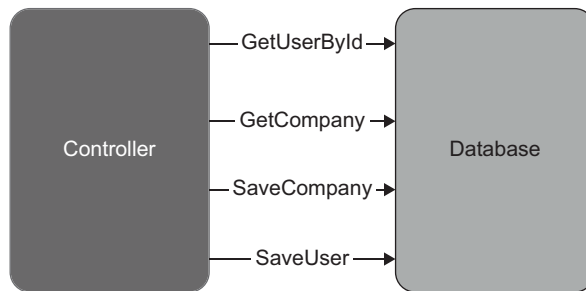 GetUserById
GetCompany
Controller
Database
SaveCompany
SaveUser